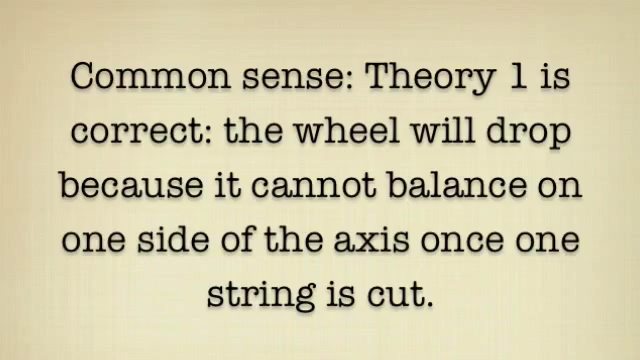 Common sense: Theory 1 is
correct: the wheel will drop
because it cannot balance on
one side of the axis once one
string is cut.